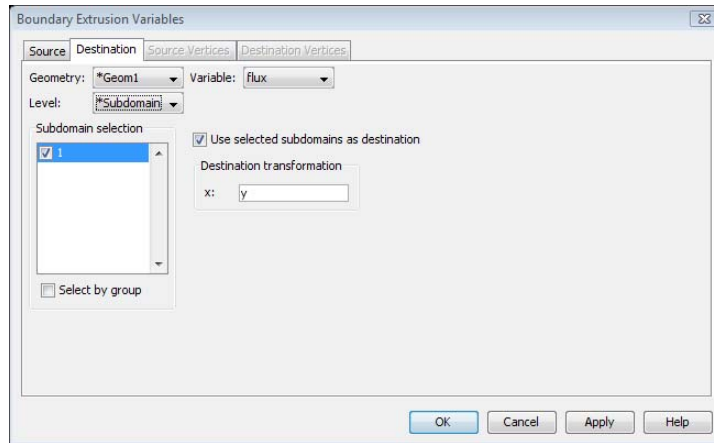 Boundary Extrusion Variables
Source Destination Source Vertices Destination Vertices
Geometry: *Geom1 Variable: flux
Level: *Subdomain
Subdomain selection
1
Use selected subdomains as destination
Destination transformation
x: y
Select by group
OK Cancel Apply Help